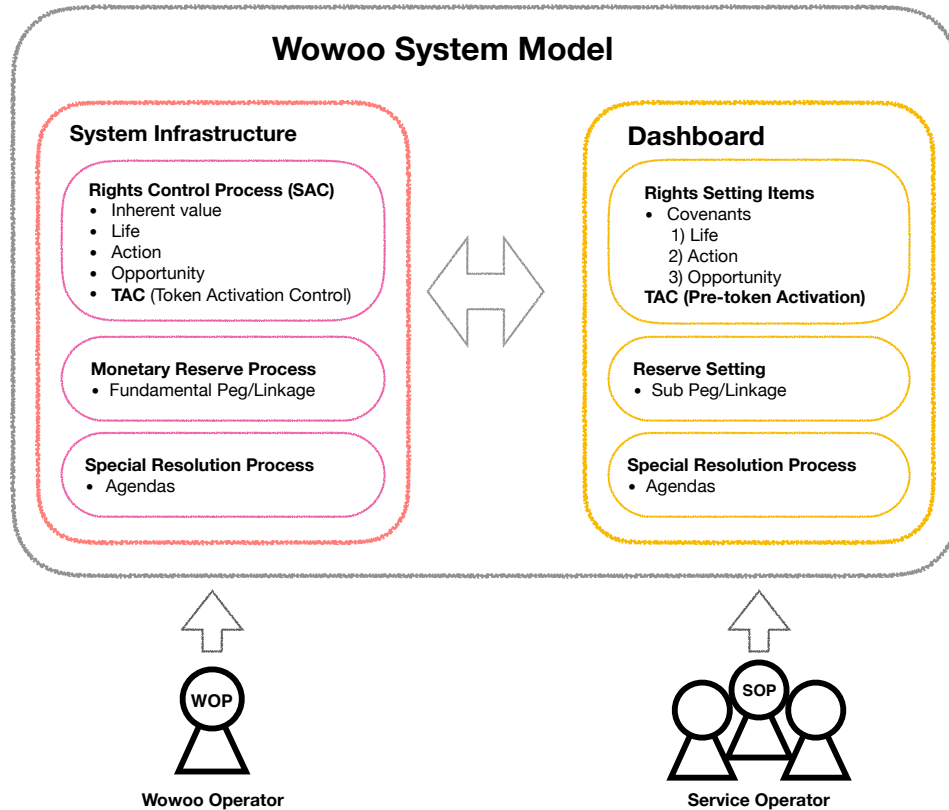 Wowoo System Model
System Infrastructure
Rights Control Process (SAC)
• Inherent value
• Life
• Action
• Opportunity
• TAC (Token Activation Control)
Monetary Reserve Process
• Fundamental Peg/Linkage
Special Resolution Process
• Agendas
Dashboard
Rights Setting Items
• Covenants
1) Life
2) Action
3) Opportunity
TAC (Pre-token Activation)
Reserve Setting
• Sub Peg/Linkage
Special Resolution Process
• Agendas
WOP
Wowoo Operator
SOP
Service Operator